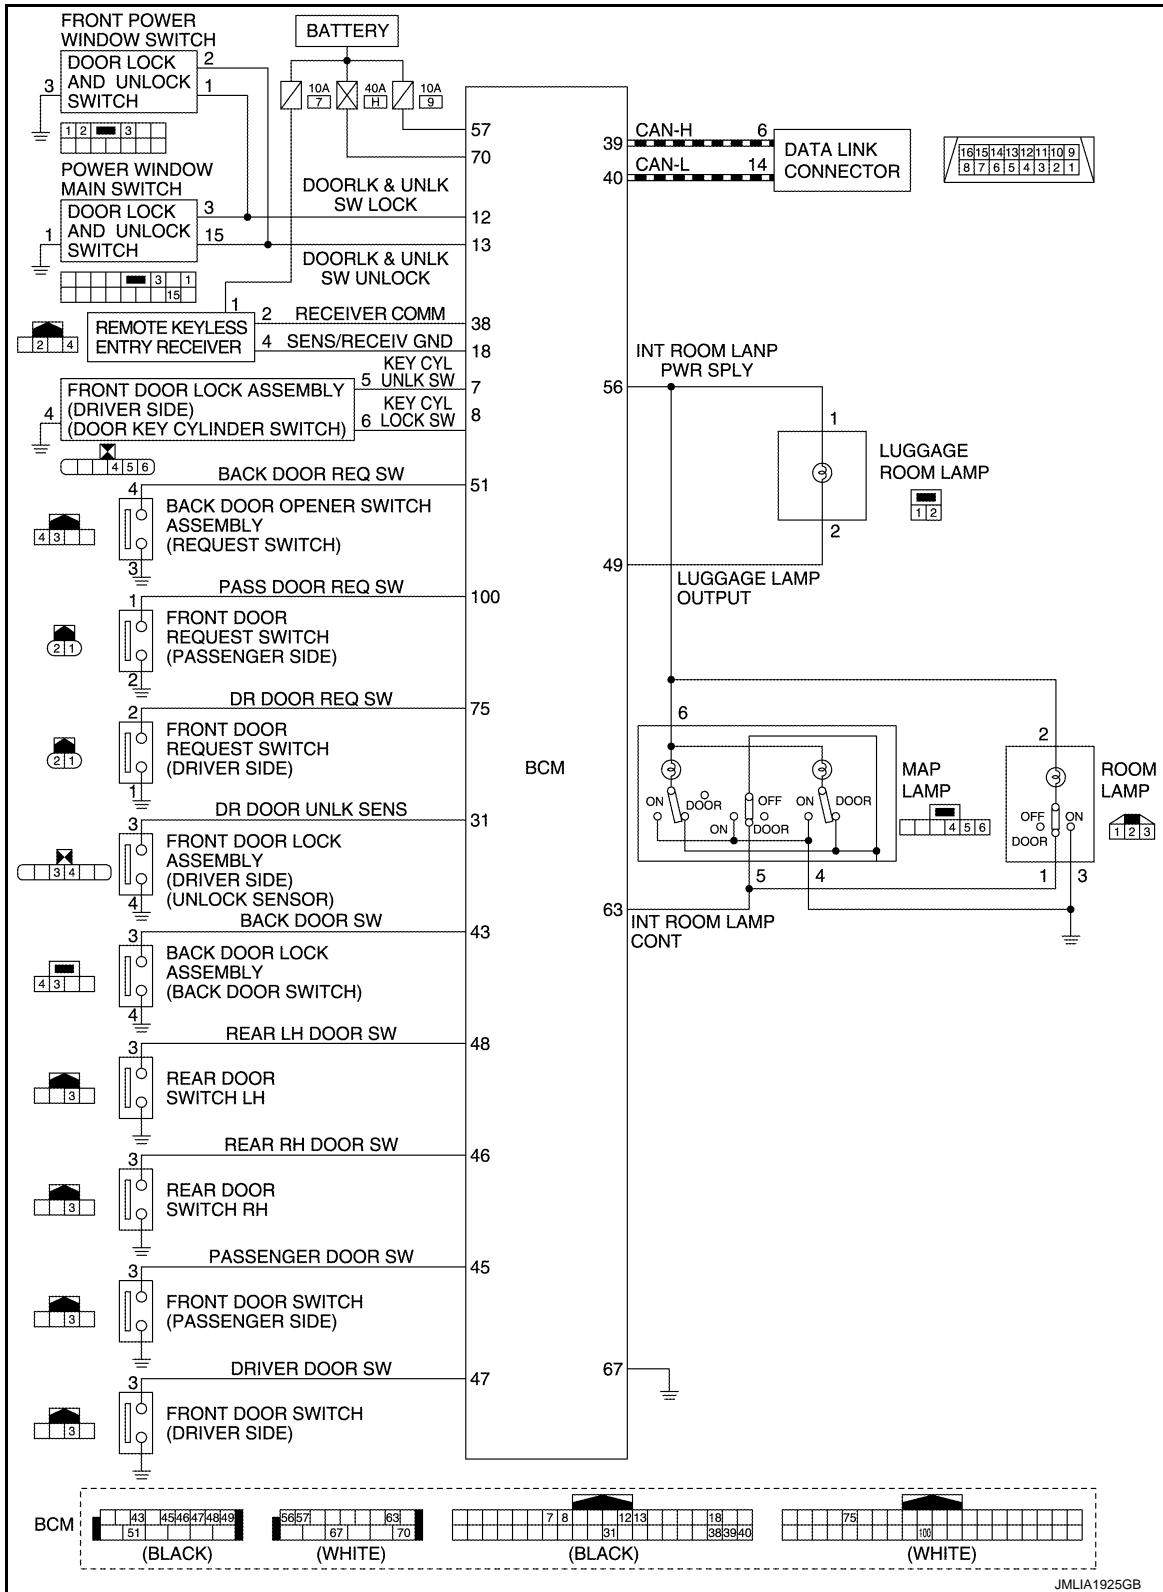 FRONT POWER
WINDOW SWITCH
DOOR LOCK
AND UNLOCK
SWITCH
2
1
3
1 2 3
BATTERY
10A
7
40A
H
10A
9
57
70
POWER WINDOW
MAIN SWITCH
DOOR LOCK
AND UNLOCK
SWITCH
3
15
1
3 1
15
DOORLK & UNLK
SW LOCK
12
13
DOORLK & UNLK
SW UNLOCK
1
REMOTE KEYLESS
ENTRY RECEIVER
2 4
2 RECEIVER COMM 38
4 SENS/RECEIV GND 18
FRONT DOOR LOCK ASSEMBLY
(DRIVER SIDE)
(DOOR KEY CYLINDER SWITCH)
4
5 KEY CYL
UNLK SW 7
6 KEY CYL
LOCK SW 8
4 5 6
BACK DOOR REQ SW 51
4
BACK DOOR OPENER SWITCH
ASSEMBLY
(REQUEST SWITCH)
3
4 3
PASS DOOR REQ SW 100
1
FRONT DOOR
REQUEST SWITCH
(PASSENGER SIDE)
2
2 1
DR DOOR REQ SW 75
2
FRONT DOOR
REQUEST SWITCH
(DRIVER SIDE)
1
2 1
DR DOOR UNLK SENS 31
3
FRONT DOOR LOCK
ASSEMBLY
(DRIVER SIDE)
(UNLOCK SENSOR)
4
3 4
BACK DOOR SW 43
3
BACK DOOR LOCK
ASSEMBLY
(BACK DOOR SWITCH)
4
4 3
REAR LH DOOR SW 48
3
REAR DOOR
SWITCH LH
3
REAR RH DOOR SW 46
3
REAR DOOR
SWITCH RH
3
PASSENGER DOOR SW 45
3
FRONT DOOR SWITCH
(PASSENGER SIDE)
3
DRIVER DOOR SW 47
3
FRONT DOOR SWITCH
(DRIVER SIDE)
3
BCM
39 CAN-H 6
40 CAN-L 14
DATA LINK
CONNECTOR
16 15 14 13 12 11 10 9
8 7 6 5 4 3 2 1
56 INT ROOM LANP
PWR SPLY
1
LUGGAGE
ROOM LAMP
1 2
2
49 LUGGAGE LAMP
OUTPUT
6
ON DOOR
OFF
ON DOOR
ON DOOR
MAP
LAMP
4 5 6
5 4
2
OFF ON
DOOR
1 3
ROOM
LAMP
1 2 3
63 INT ROOM LAMP
CONT
67
BCM
43 45 46 47 48 49
51
(BLACK)
56 57 63
67 70
(WHITE)
7 8 12 13 18
31 38 39 40
(BLACK)
75
100
(WHITE)
JMLIA1925GB